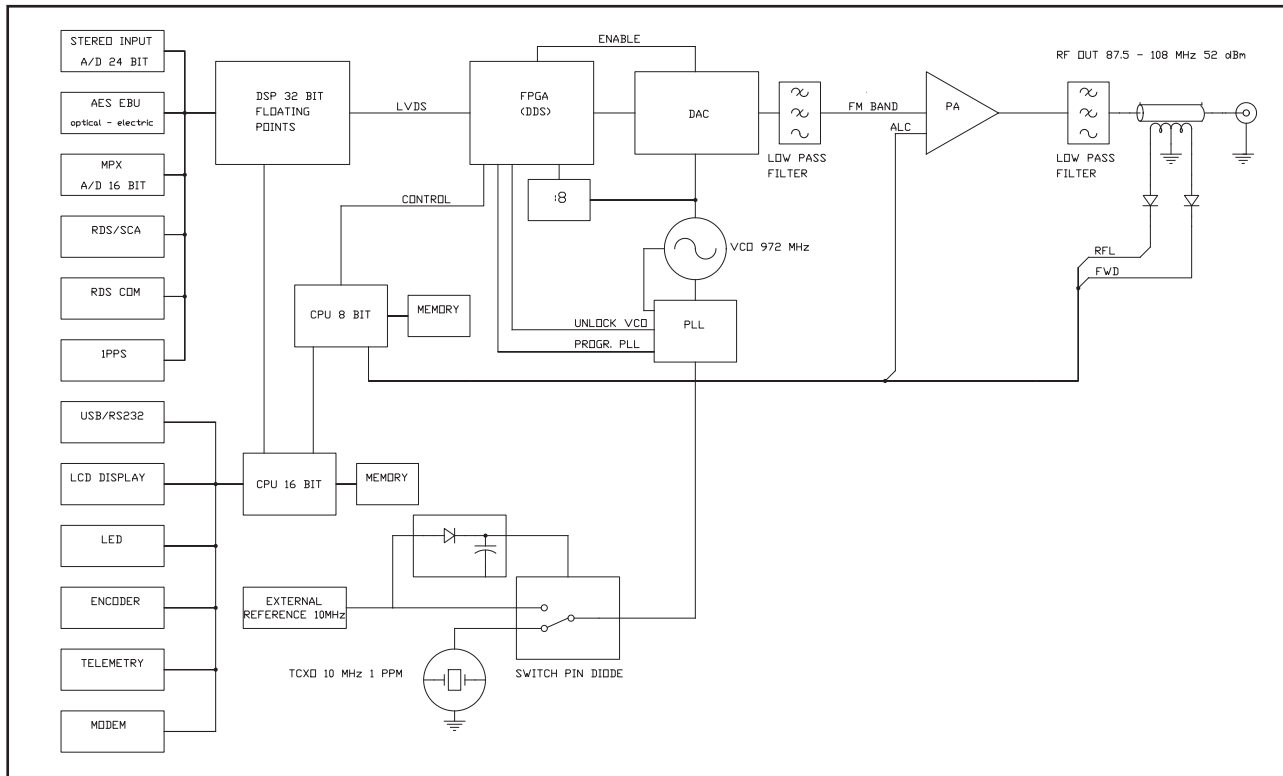 STEREO INPUT
A/D 24 BIT
AES EBU
optical - electric
MPX
A/D 16 BIT
RDS/SCA
RDS COM
1PPS
USB/RS232
LCD DISPLAY
LED
ENCODER
TELEMETRY
MODEM
DSP 32 BIT
FLOATING
POINTS
LVDS
CONTROL
CPU 8 BIT
MEMORY
CPU 16 BIT
MEMORY
EXTERNAL
REFERENCE 10MHz
TCXO 10 MHz 1 PPM
SWITCH PIN DIODE
ENABLE
FPGA
(DDS)
:8
DAC
VCO 972 MHz
PLL
UNLOCK VCO
PROGR. PLL
LOW PASS
FILTER
FM BAND
ALC
PA
RF OUT 87.5 - 108 MHz 52 dBm
LOW PASS
FILTER
RFL
FWD